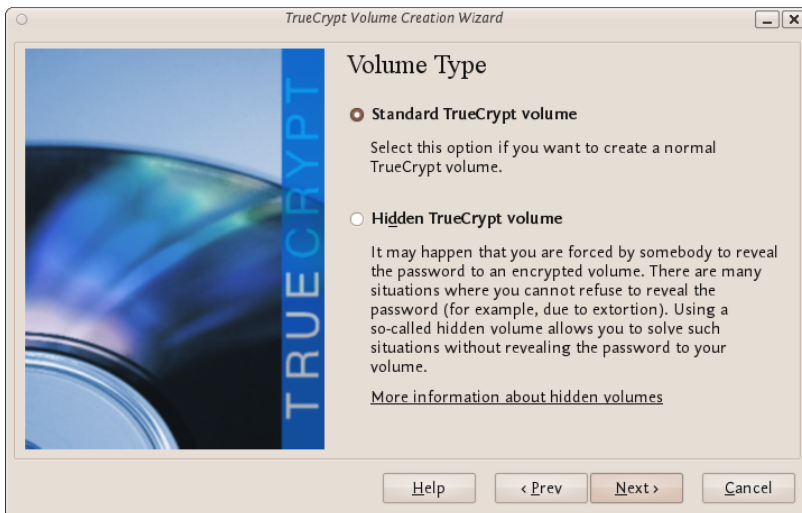 TrueCrypt Volume Creation Wizard
TRUECRYPT
Volume Type
Standard TrueCrypt volume
Select this option if you want to create a normal
TrueCrypt volume.
Hidden TrueCrypt volume
It may happen that you are forced by somebody to reveal
the password to an encrypted volume. There are many
situations where you cannot refuse to reveal the
password (for example, due to extortion). Using a
so-called hidden volume allows you to solve such
situations without revealing the password to your
volume.
More information about hidden volumes
Help
‹ Prev
Next ›
Cancel